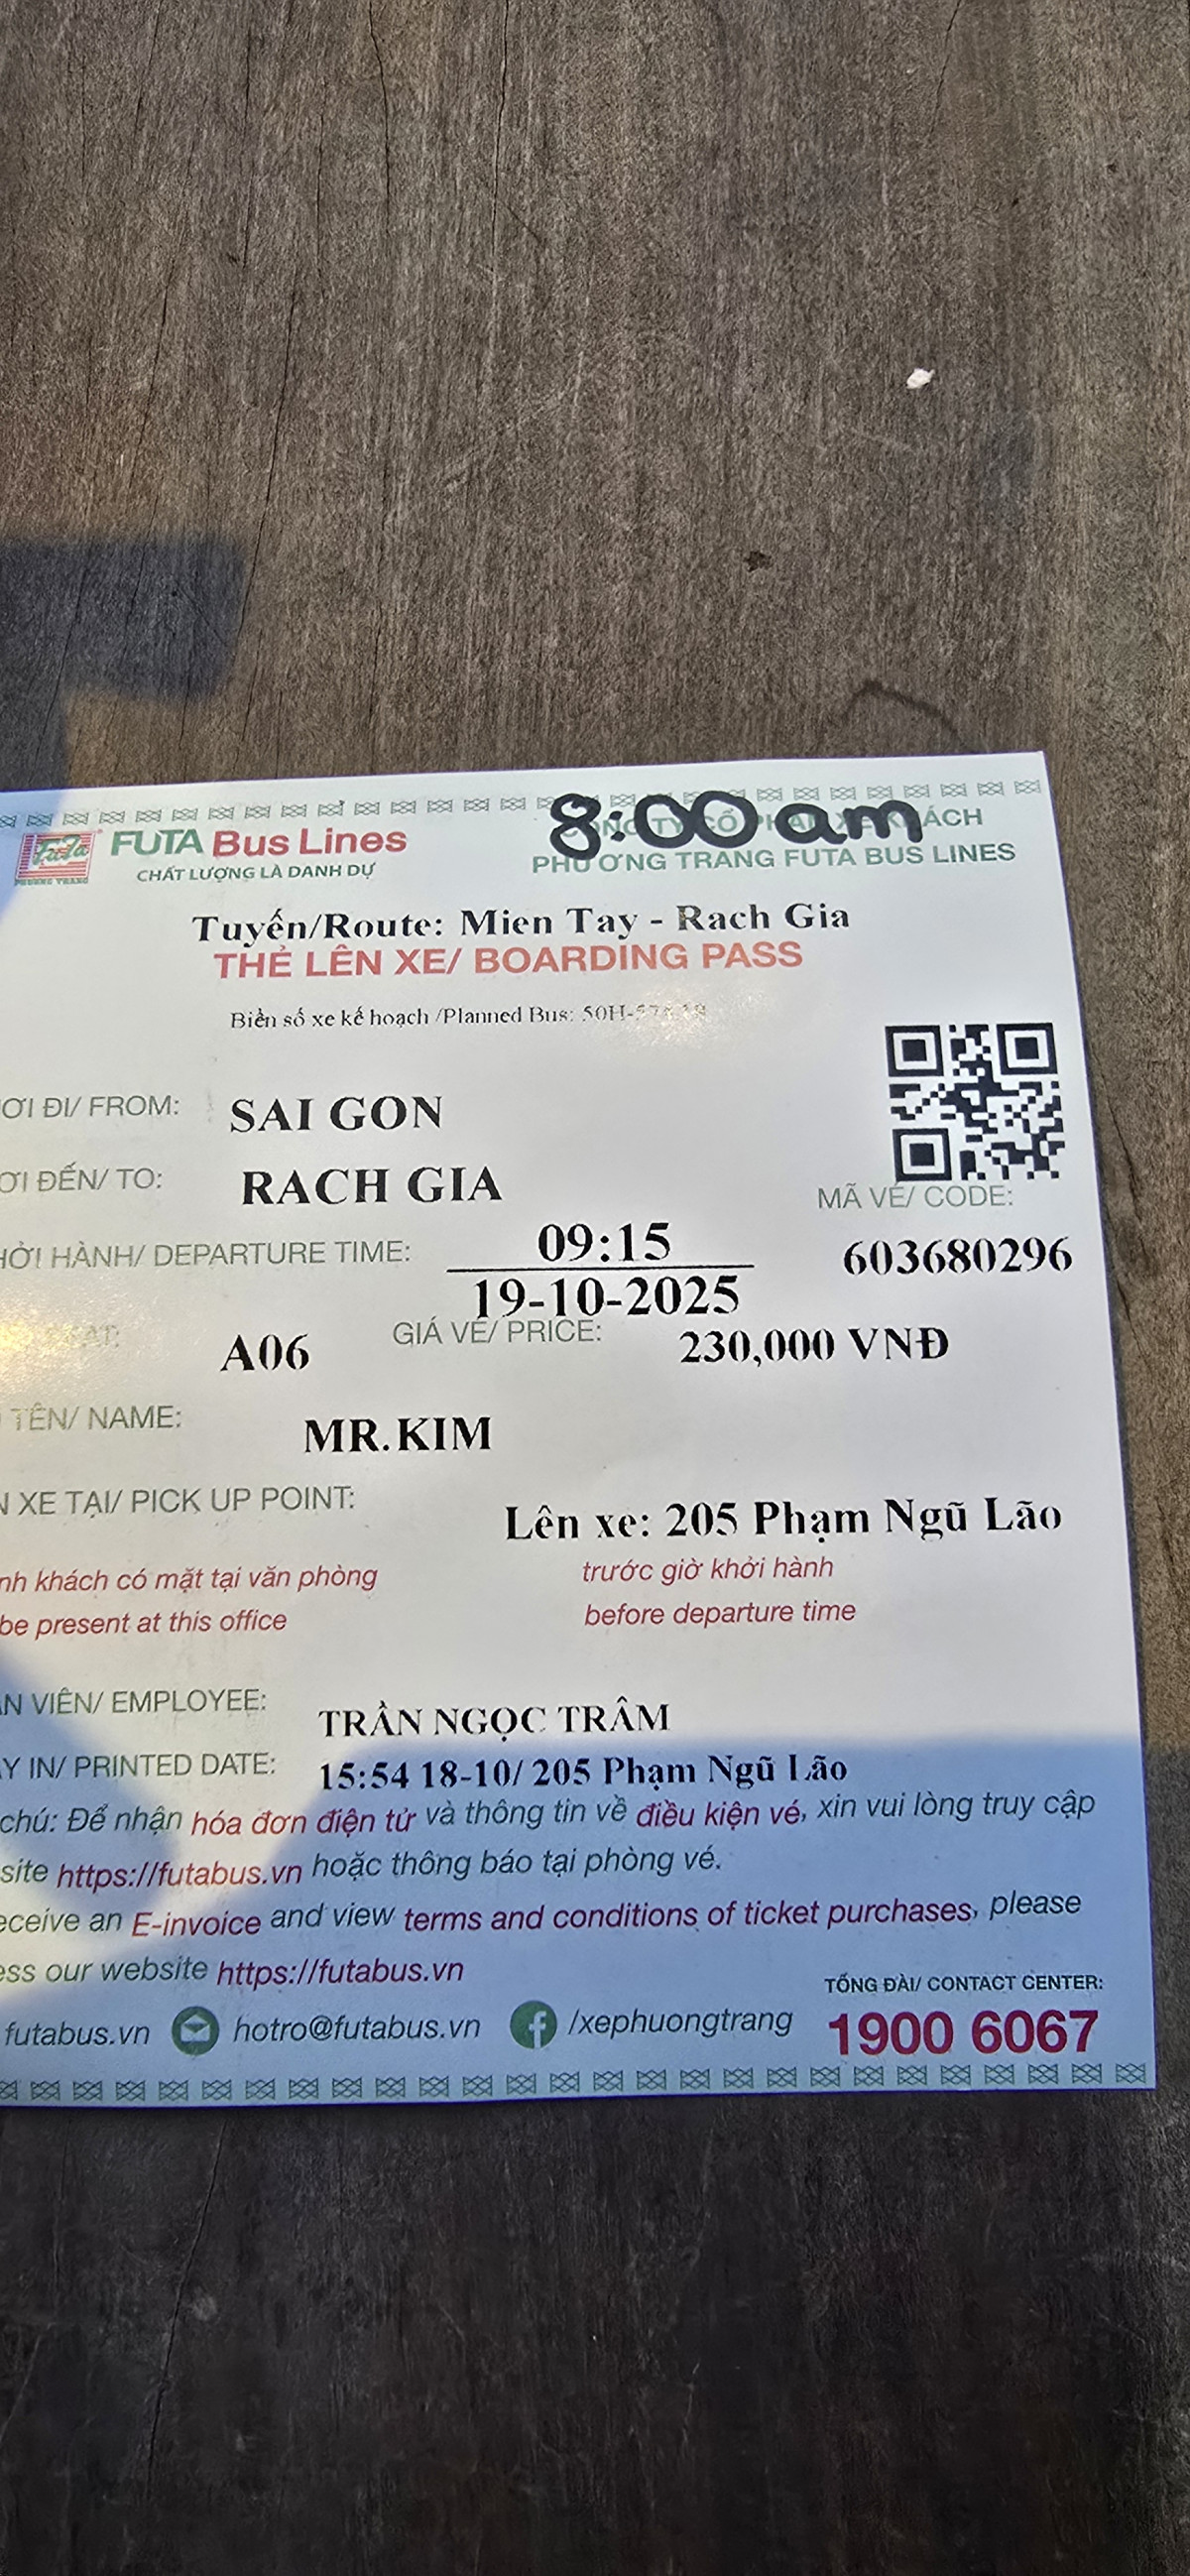 8:00 am
FUTA Bus Lines
CHẤT LƯỢNG LÀ DANH DỰ
PHƯƠNG TRANG FUTA BUS LINES
Tuyến/Route: Mien Tay - Rach Gia
THẺ LÊN XE/ BOARDING PASS
Biển số xe kế hoạch /Planned Bus: 50H-
ƠI ĐI/ FROM: SAI GON
ƠI ĐẾN/ TO: RACH GIA
MÃ VÉ/ CODE:
HỞI HÀNH/ DEPARTURE TIME: 09:15
603680296
19-10-2025
A06 GIÁ VÉ/ PRICE: 230,000 VNĐ
TÊN/ NAME: MR.KIM
N XE TẠI/ PICK UP POINT:
Lên xe: 205 Phạm Ngũ Lão
nh khách có mặt tại văn phòng trước giờ khởi hành
be present at this office before departure time
N VIÊN/ EMPLOYEE: TRẦN NGỌC TRÂM
Y IN/ PRINTED DATE: 15:54 18-10/ 205 Phạm Ngũ Lão
chú: Để nhận hóa đơn điện tử và thông tin về điều kiện vé, xin vui lòng truy cập
site https://futabus.vn hoặc thông báo tại phòng vé.
eceive an E-invoice and view terms and conditions of ticket purchases, please
ess our website https://futabus.vn
TỔNG ĐÀI/ CONTACT CENTER:
futabus.vn hotro@futabus.vn /xephuongtrang 1900 6067